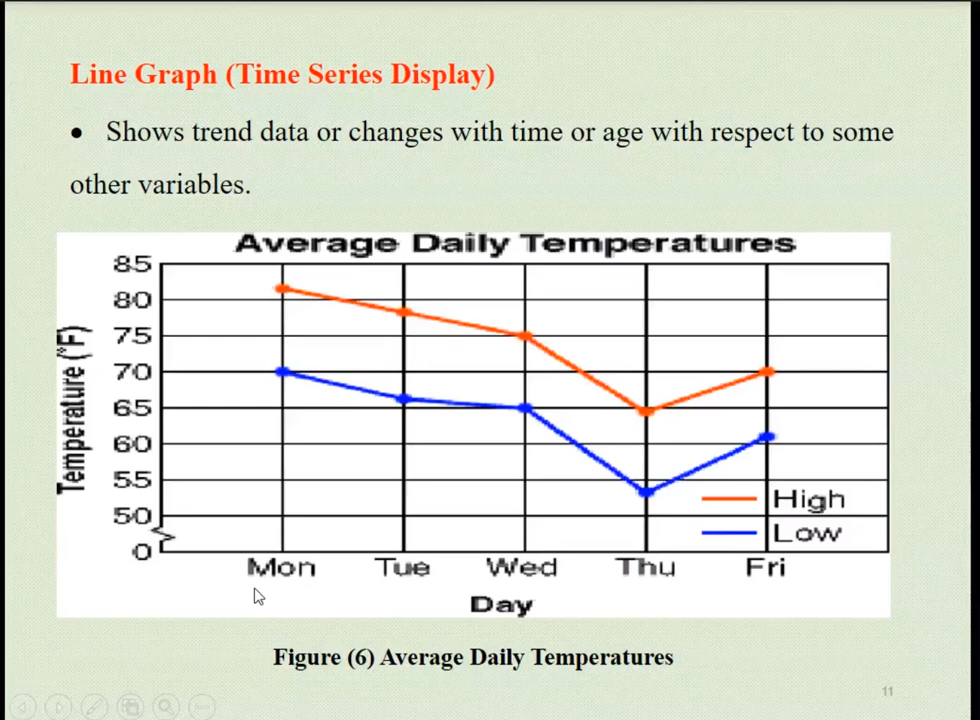 Line Graph (Time Series Display)
• Shows trend data or changes with time or age with respect to some
other variables.
Average Daily Temperatures
85
80
75
70
65
60
55
50
0
Temperature (°F)
High
Low
Mon Tue Wed Thu Fri
Day
Figure (6) Average Daily Temperatures
11